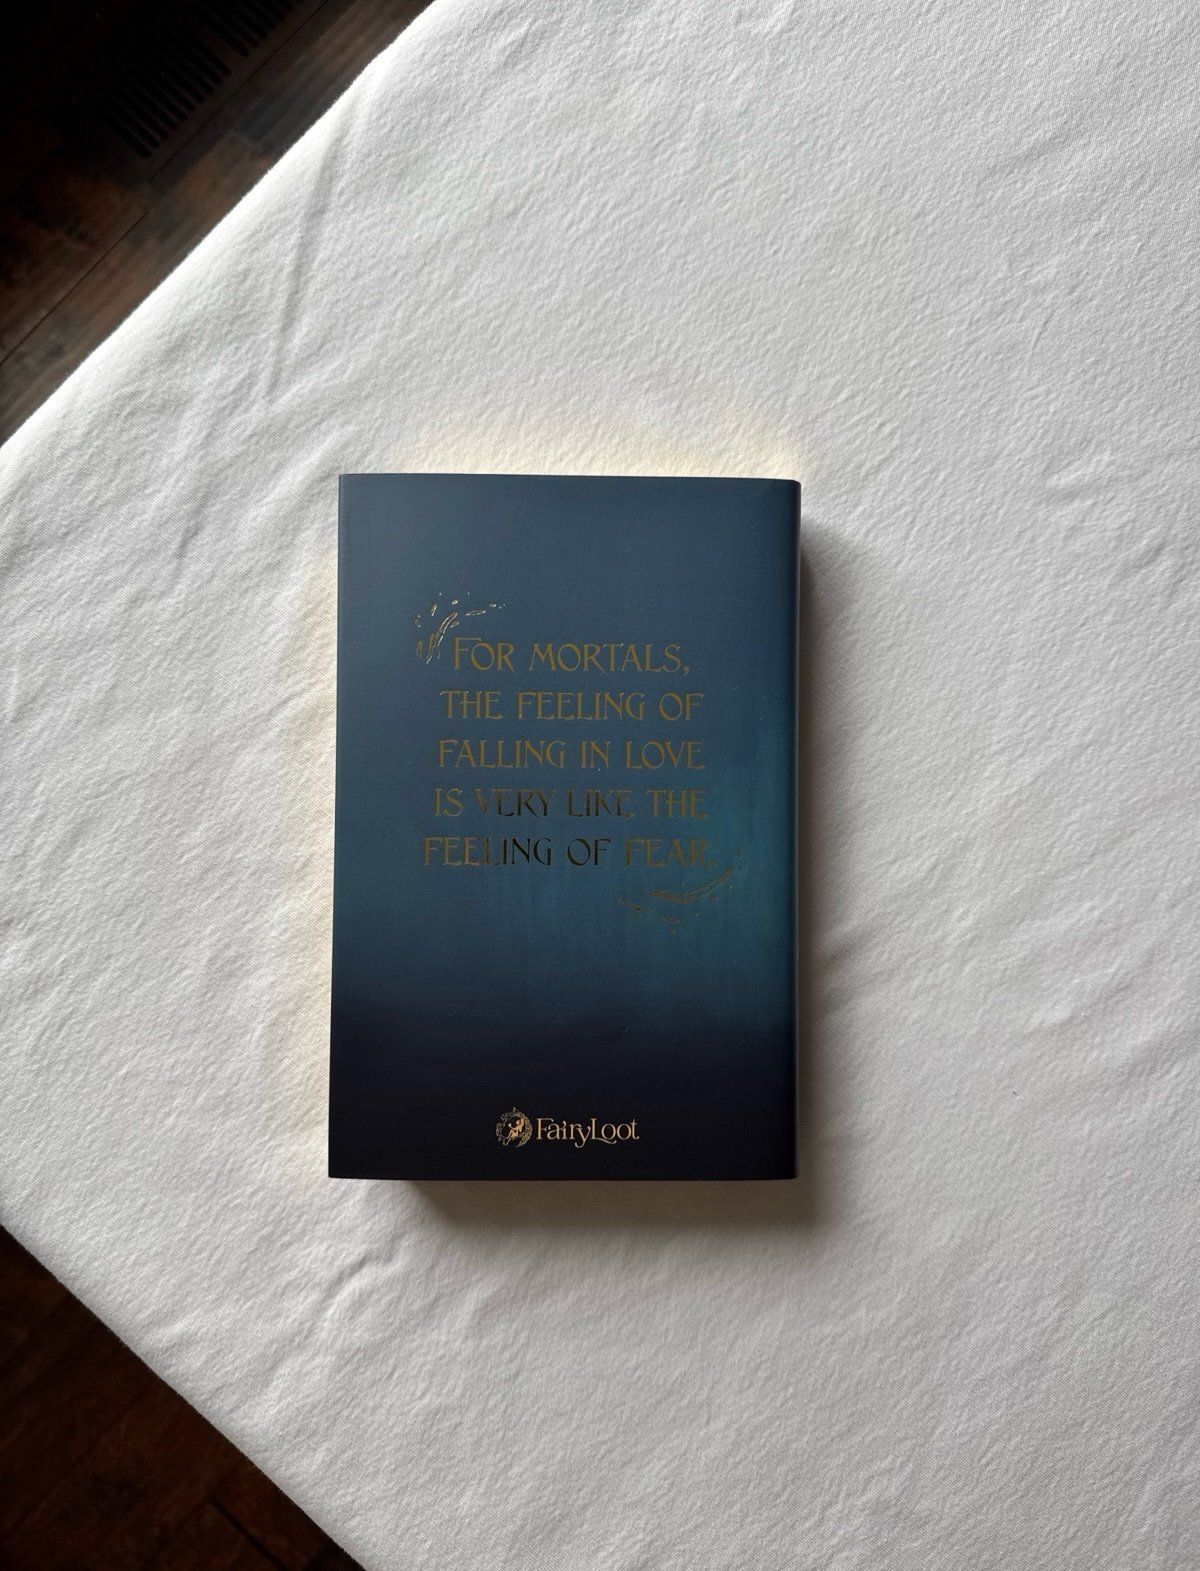 FOR MORTALS,
THE FEELING OF
FALLING IN LOVE
IS VERY LIKE THE
FEELING OF FEAR.
FairyLoot